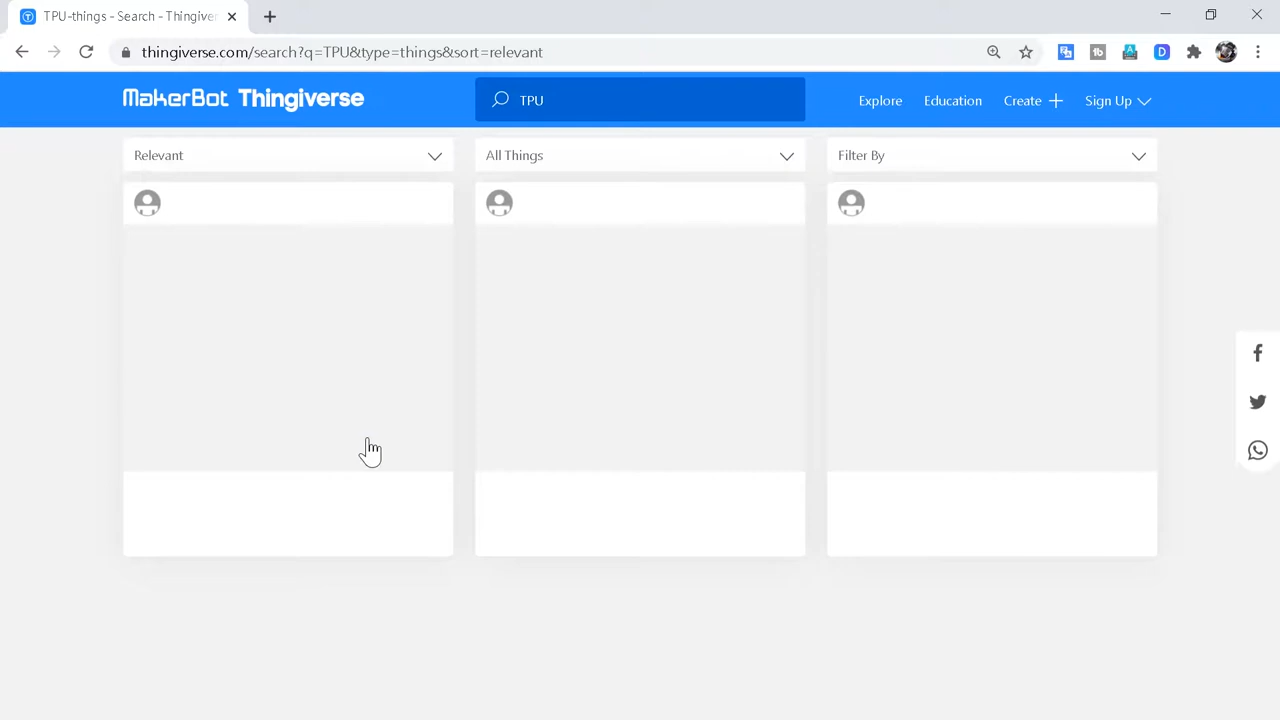 TPU-things - Search - Thingiver
thingiverse.com/search?q=TPU&type=things&sort=relevant
MakerBot Thingiverse
TPU
Explore
Education
Create
Sign Up
Relevant
All Things
Filter By